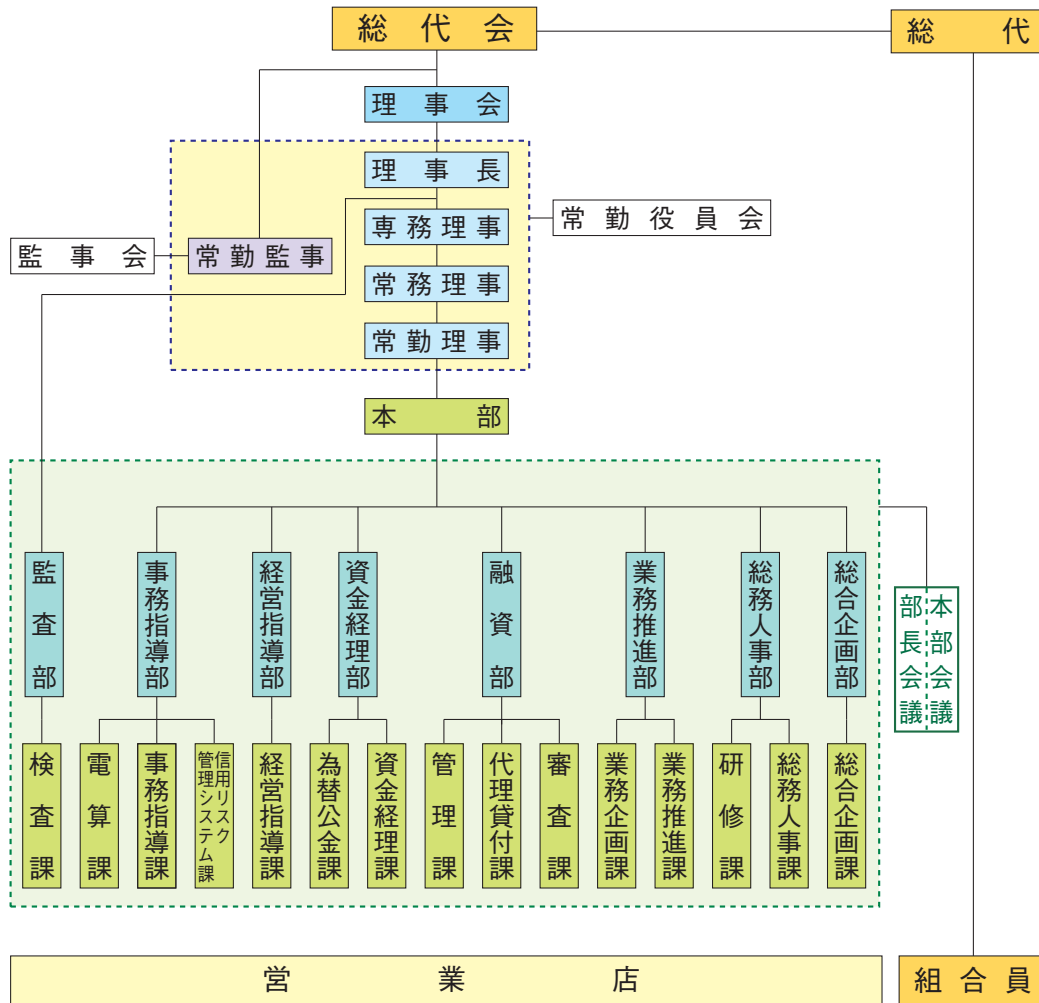 総代会
総代
理事会
理事長
専務理事
常勤役員会
監事会
常勤監事
常務理事
常勤理事
本部
監査部
事務指導部
経営指導部
資金経理部
融資部
業務推進部
総務人事部
総合企画部
本部会議
部長会議
検査課
電算課
事務指導課
信用リスク
管理システム課
経営指導課
為替公金課
資金経理課
管理課
代理貸付課
審査課
業務企画課
業務推進課
研修課
総務人事課
総合企画課
営業店
組合員